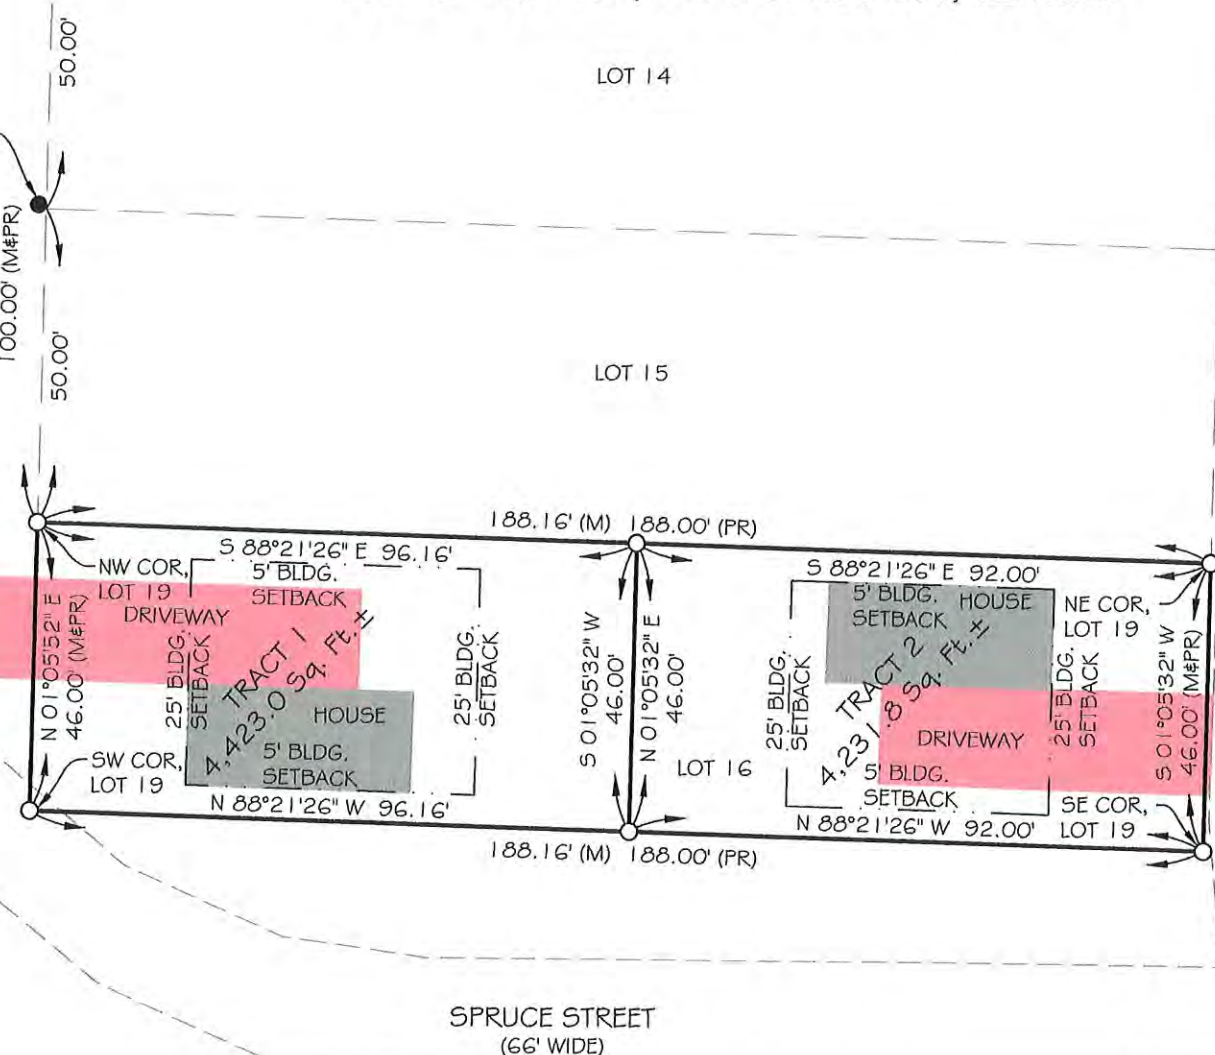 50.00'
LOT 14
100.00' (M&PR)
50.00'
LOT 15
188.16' (M) 188.00' (PR)
S 88°21'26" E 96.16'
S 88°21'26" E 92.00'
NW COR,
LOT 19
5' BLDG.
SETBACK
DRIVEWAY
N 01°05'52" E
46.00' (M&PR)
25' BLDG.
SETBACK
TRACT 1
4,423.0 Sq. Ft.±
25' BLDG.
SETBACK
HOUSE
5' BLDG.
SETBACK
SW COR,
LOT 19
N 88°21'26" W 96.16'
S 01°05'32" W
46.00'
N 01°05'32" E
46.00'
LOT 16
5' BLDG.
SETBACK
HOUSE
NE COR,
LOT 19
25' BLDG.
SETBACK
TRACT 2
4,231.8 Sq. Ft.±
25' BLDG.
SETBACK
S 01°05'32" W
46.00' (M&PR)
DRIVEWAY
5' BLDG.
SETBACK
SE COR,
LOT 19
N 88°21'26" W 92.00'
188.16' (M) 188.00' (PR)
SPRUCE STREET
(66' WIDE)